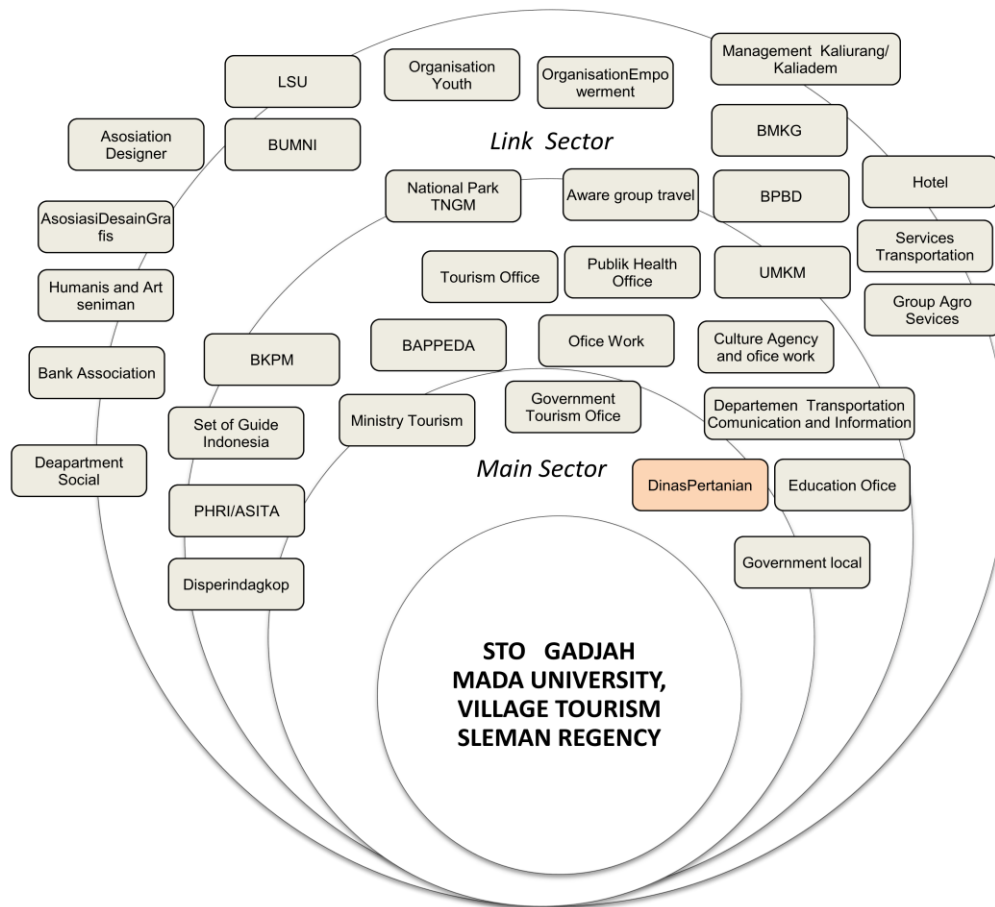 Management Kaliurang/
Kaliadem
LSU
Organisation
Youth
OrganisationEmpo
werment
Asosiation
Designer
BUMNI
Link Sector
BMKG
National Park
TNGM
Aware group travel
BPBD
Hotel
AsosiasiDesainGra
fis
Services
Transportation
Humanis and Art
seniman
Tourism Office
Publik Health
Office
UMKM
Group Agro
Sevices
Bank Association
BKPM
BAPPEDA
Ofice Work
Culture Agency
and ofice work
Set of Guide
Indonesia
Ministry Tourism
Government
Tourism Ofice
Departemen Transportation
Comunication and Information
Deapartment
Social
Main Sector
DinasPertanian
Education Ofice
PHRI/ASITA
Government local
Disperindagkop
STO GADJAH
MADA UNIVERSITY,
VILLAGE TOURISM
SLEMAN REGENCY